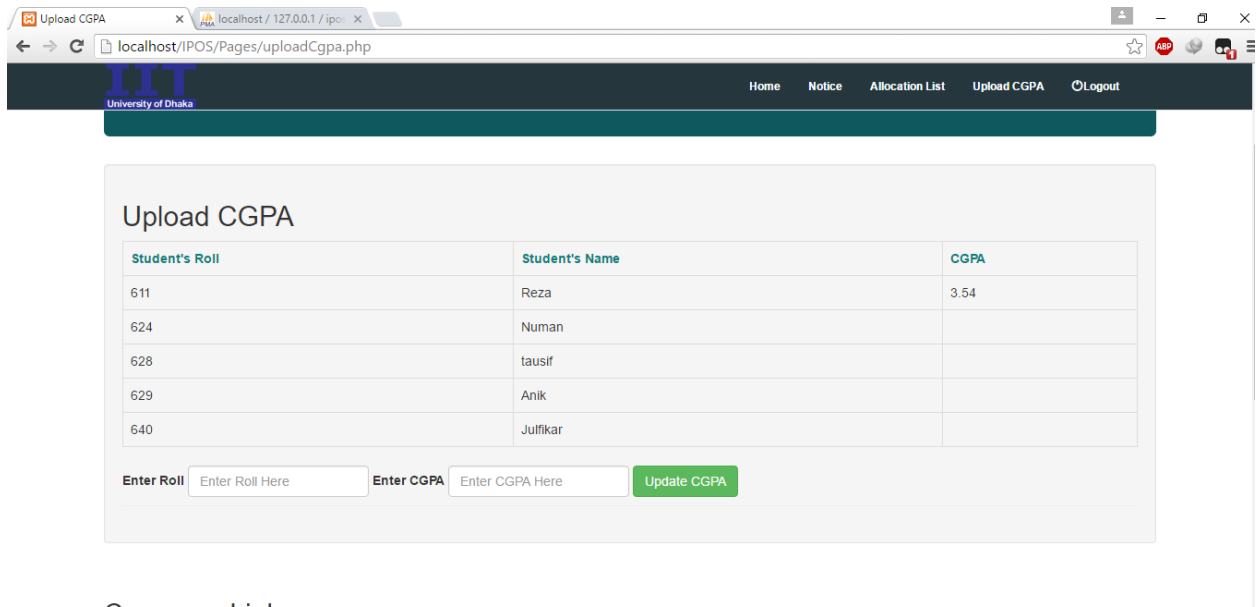 Upload CGPA
localhost / 127.0.0.1 / ipos
localhost/IPOS/Pages/uploadCgpa.php
ABP
1
IIT
University of Dhaka
Home Notice Allocation List Upload CGPA Logout
Upload CGPA
Student's Roll Student's Name CGPA
611 Reza 3.54
624 Numan
628 tausif
629 Anik
640 Julfikar
Enter Roll Enter Roll Here Enter CGPA Enter CGPA Here Update CGPA